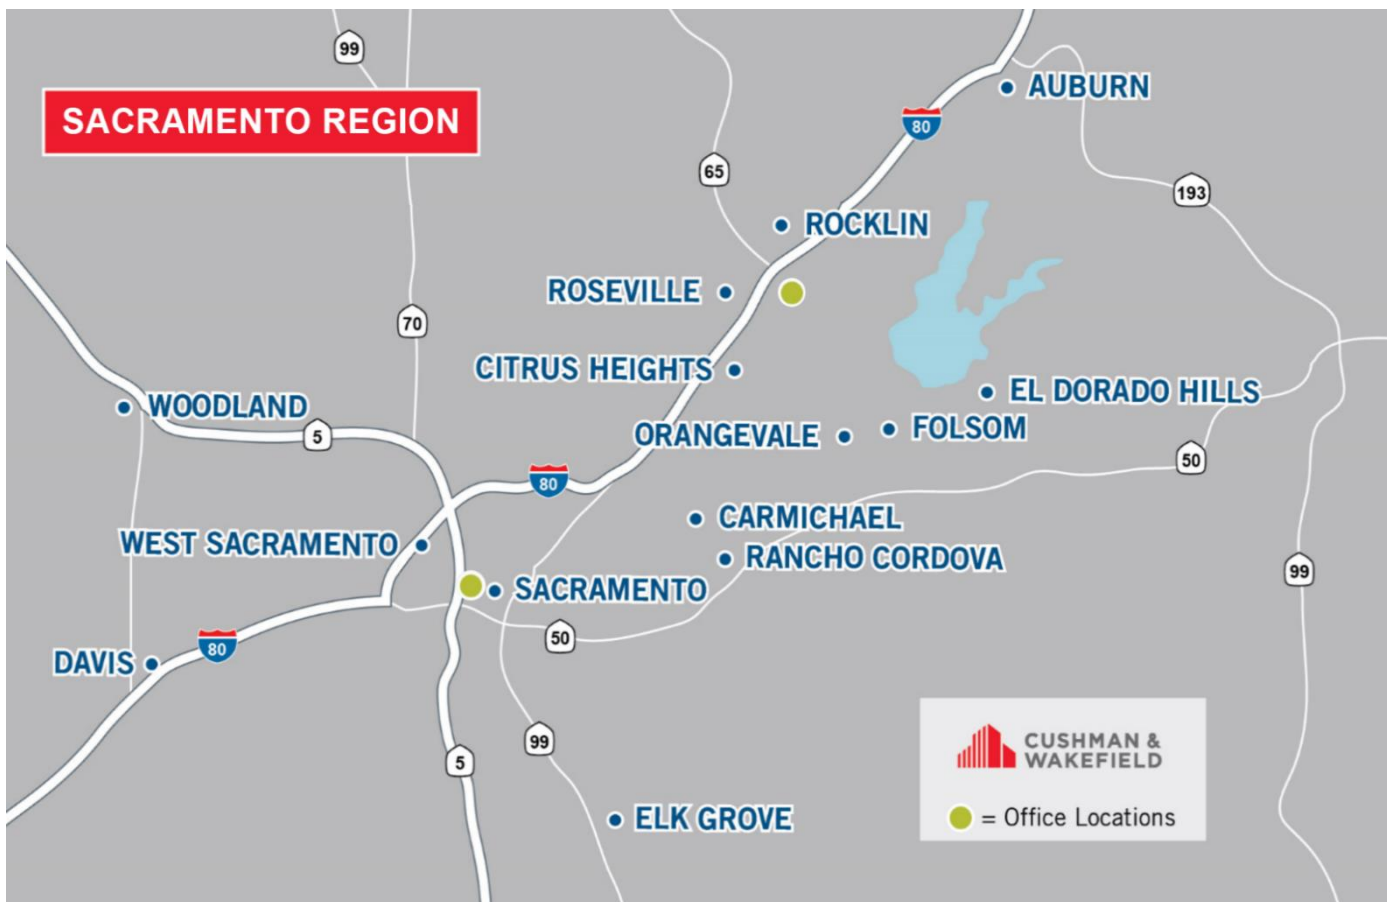 99
SACRAMENTO REGION
AUBURN
80
65
193
ROCKLIN
ROSEVILLE
70
CITRUS HEIGHTS
EL DORADO HILLS
WOODLAND
5
ORANGEVALE
FOLSOM
50
80
CARMICHAEL
WEST SACRAMENTO
RANCHO CORDOVA
99
SACRAMENTO
50
80
DAVIS
99
5
CUSHMAN &
WAKEFIELD
ELK GROVE
= Office Locations